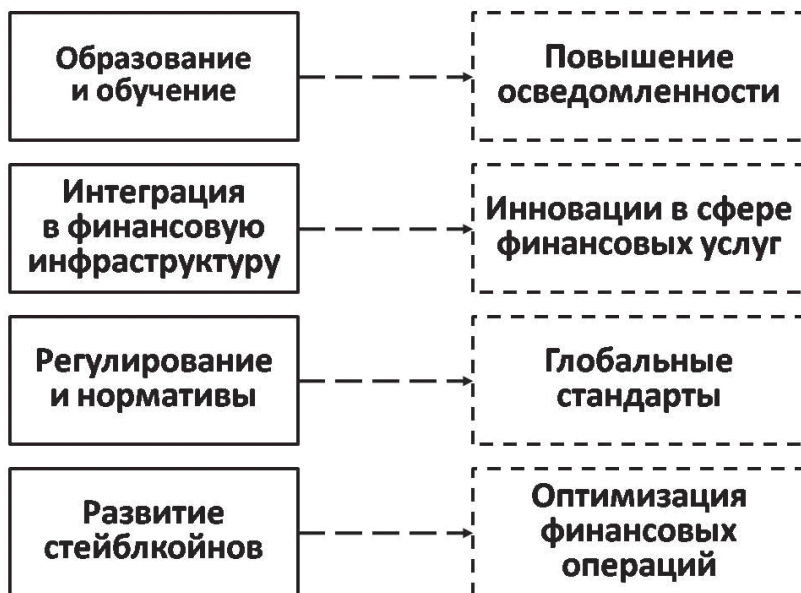 Образование
и обучение
Повышение
осведомленности
Интеграция
в финансовую
инфраструктуру
Инновации в сфере
финансовых услуг
Регулирование
и нормативы
Глобальные
стандарты
Развитие
стейблкойнов
Оптимизация
финансовых
операций